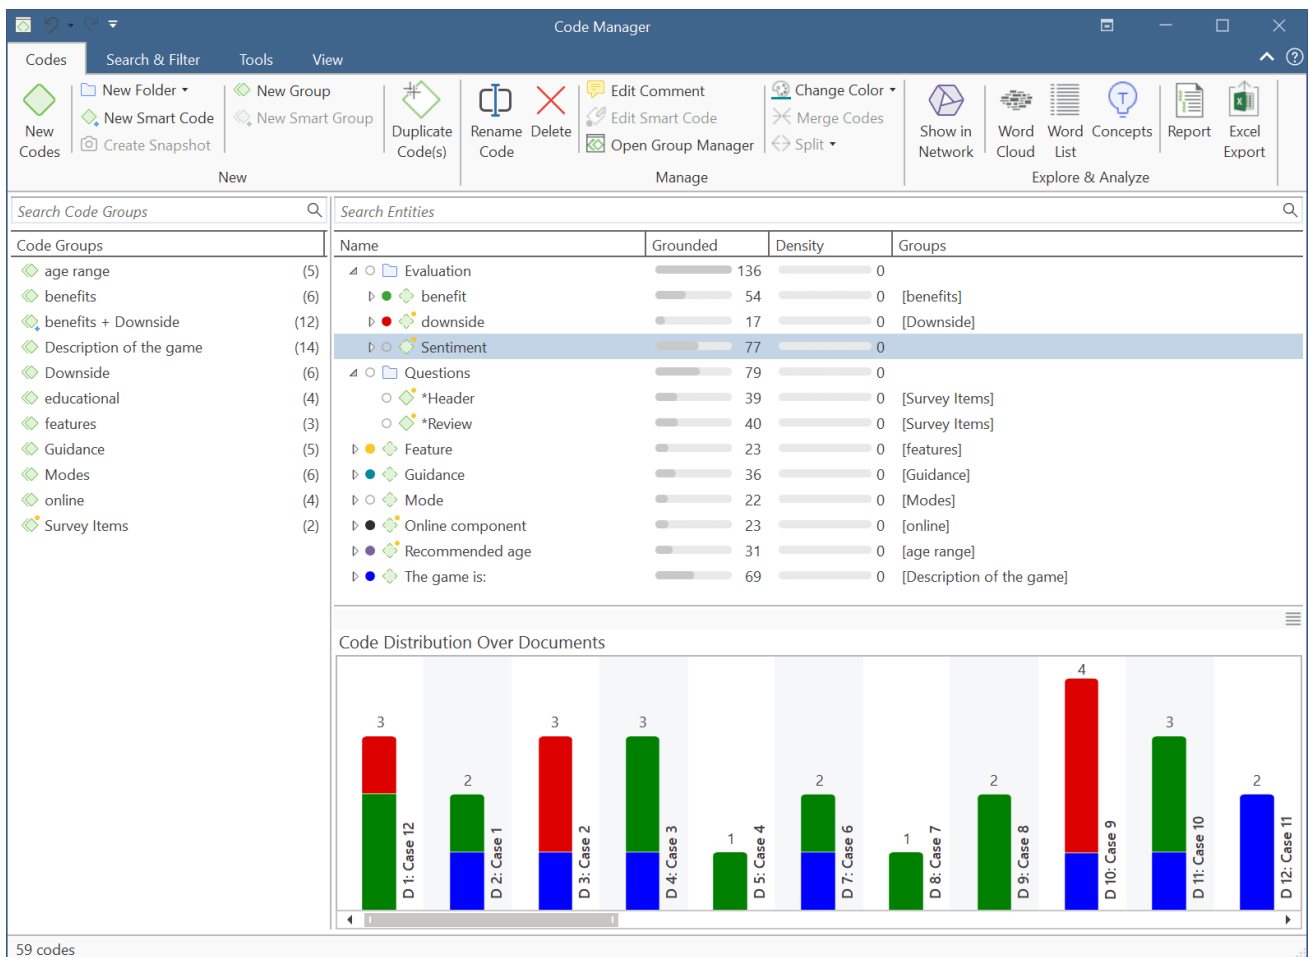 Code Manager
Codes Search & Filter Tools View
New Codes
New Folder
New Smart Code
Create Snapshot
New Group
New Smart Group
Duplicate Code(s)
Rename Code
Delete
Edit Comment
Edit Smart Code
Open Group Manager
Change Color
Merge Codes
Split
Show in Network
Word Cloud
Word List
Concepts
Report
Excel Export
New Manage Explore & Analyze
Search Code Groups
Code Groups
age range (5)
benefits (6)
benefits + Downside (12)
Description of the game (14)
Downside (6)
educational (4)
features (3)
Guidance (5)
Modes (6)
online (4)
Survey Items (2)
Search Entities
Name Grounded Density Groups
Evaluation 136 0
benefit 54 0 [benefits]
downside 17 0 [Downside]
Sentiment 77 0
Questions 79 0
*Header 39 0 [Survey Items]
*Review 40 0 [Survey Items]
Feature 23 0 [features]
Guidance 36 0 [Guidance]
Mode 22 0 [Modes]
Online component 23 0 [online]
Recommended age 31 0 [age range]
The game is: 69 0 [Description of the game]
Code Distribution Over Documents
3 D 1: Case 12
2 D 2: Case 1
3 D 3: Case 2
3 D 4: Case 3
1 D 5: Case 4
2 D 7: Case 6
1 D 8: Case 7
2 D 9: Case 8
4 D 10: Case 9
3 D 11: Case 10
2 D 12: Case 11
59 codes